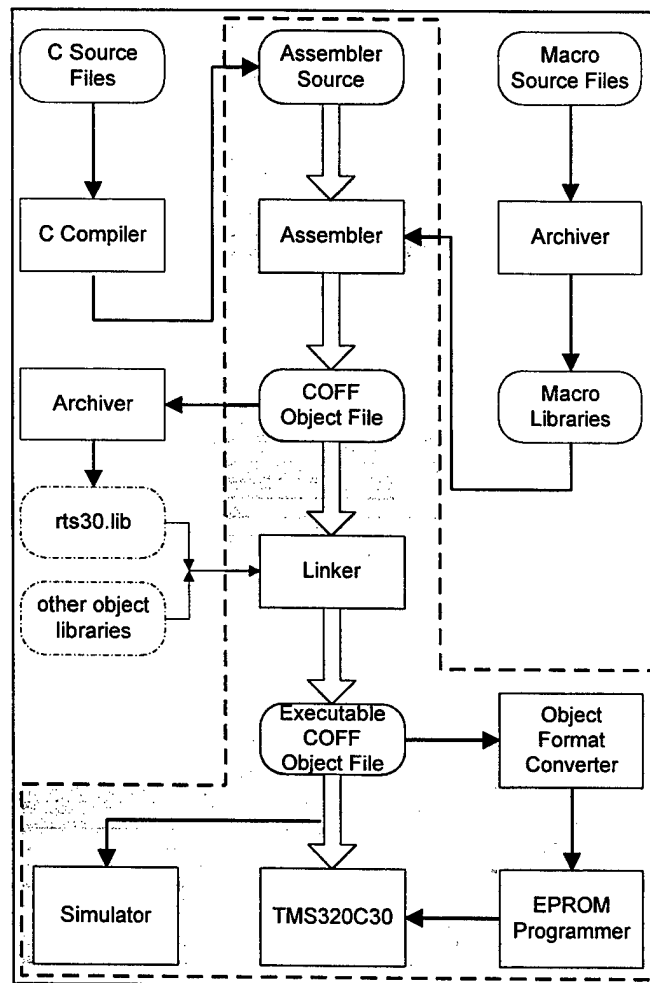 C Source
Files
Assembler
Source
Macro
Source Files
C Compiler
Assembler
Archiver
Archiver
COFF
Object File
Macro
Libraries
rts30.lib
Linker
other object
libraries
Executable
COFF
Object File
Object
Format
Converter
Simulator
TMS320C30
EPROM
Programmer